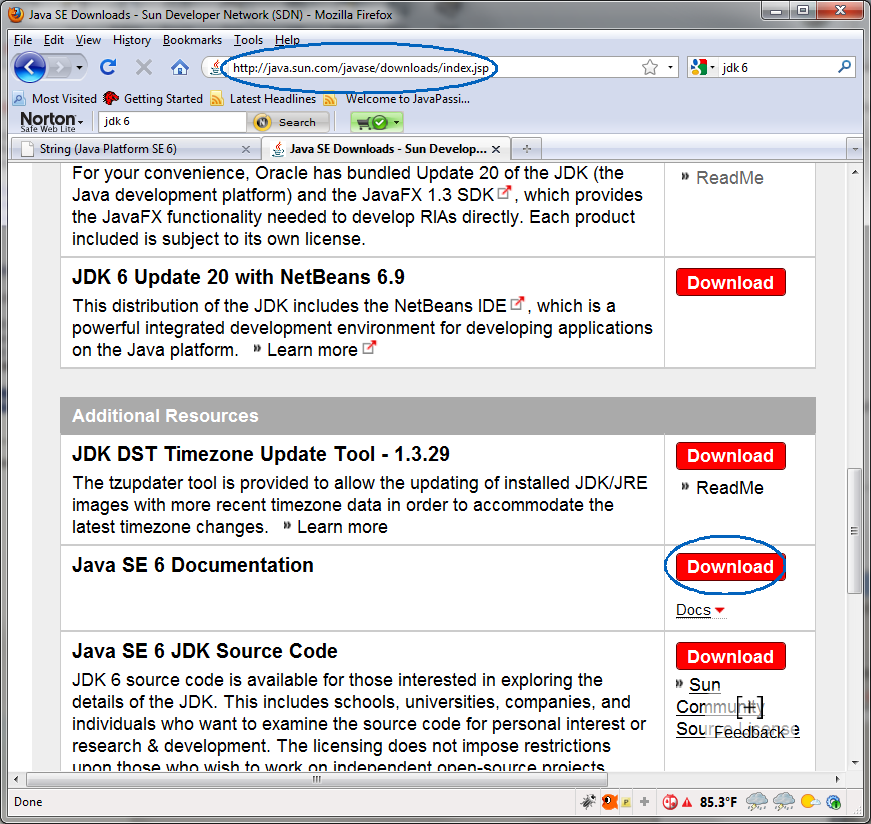 Java SE Downloads - Sun Developer Network (SDN) - Mozilla Firefox
File Edit View History Bookmarks Tools Help
http://java.sun.com/javase/downloads/index.jsp
jdk 6
Most Visited Getting Started Latest Headlines Welcome to JavaPassi...
Norton
Safe Web Lite
jdk 6
Search
String (Java Platform SE 6)
Java SE Downloads - Sun Develop...
For your convenience, Oracle has bundled Update 20 of the JDK (the
Java development platform) and the JavaFX 1.3 SDK , which provides
the JavaFX functionality needed to develop RIAs directly. Each product
included is subject to its own license.
» ReadMe
JDK 6 Update 20 with NetBeans 6.9
This distribution of the JDK includes the NetBeans IDE , which is a
powerful integrated development environment for developing applications
on the Java platform. » Learn more
Download
Additional Resources
JDK DST Timezone Update Tool - 1.3.29
The tzupdater tool is provided to allow the updating of installed JDK/JRE
images with more recent timezone data in order to accommodate the
latest timezone changes. » Learn more
Download
» ReadMe
Java SE 6 Documentation
Download
Docs
Java SE 6 JDK Source Code
JDK 6 source code is available for those interested in exploring the
details of the JDK. This includes schools, universities, companies, and
individuals who want to examine the source code for personal interest or
research & development. The licensing does not impose restrictions
upon those who wish to work on independent open-source projects
Download
» Sun
Community
Source License
[+]
Feedback
Done
P
85.3°F